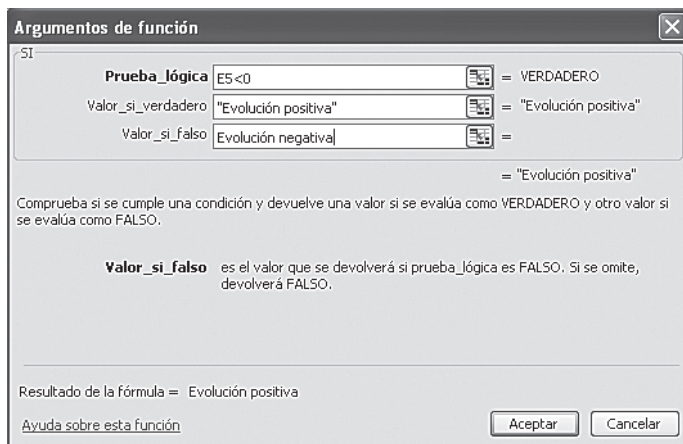 Argumentos de función
SI
Prueba_lógica E5<0 = VERDADERO
Valor_si_verdadero "Evolución positiva" = "Evolución positiva"
Valor_si_falso Evolución negativa =
= "Evolución positiva"
Comprueba si se cumple una condición y devuelve una valor si se evalúa como VERDADERO y otro valor si
se evalúa como FALSO.
Valor_si_falso es el valor que se devolverá si prueba_lógica es FALSO. Si se omite,
devolverá FALSO.
Resultado de la fórmula = Evolución positiva
Ayuda sobre esta función Aceptar Cancelar